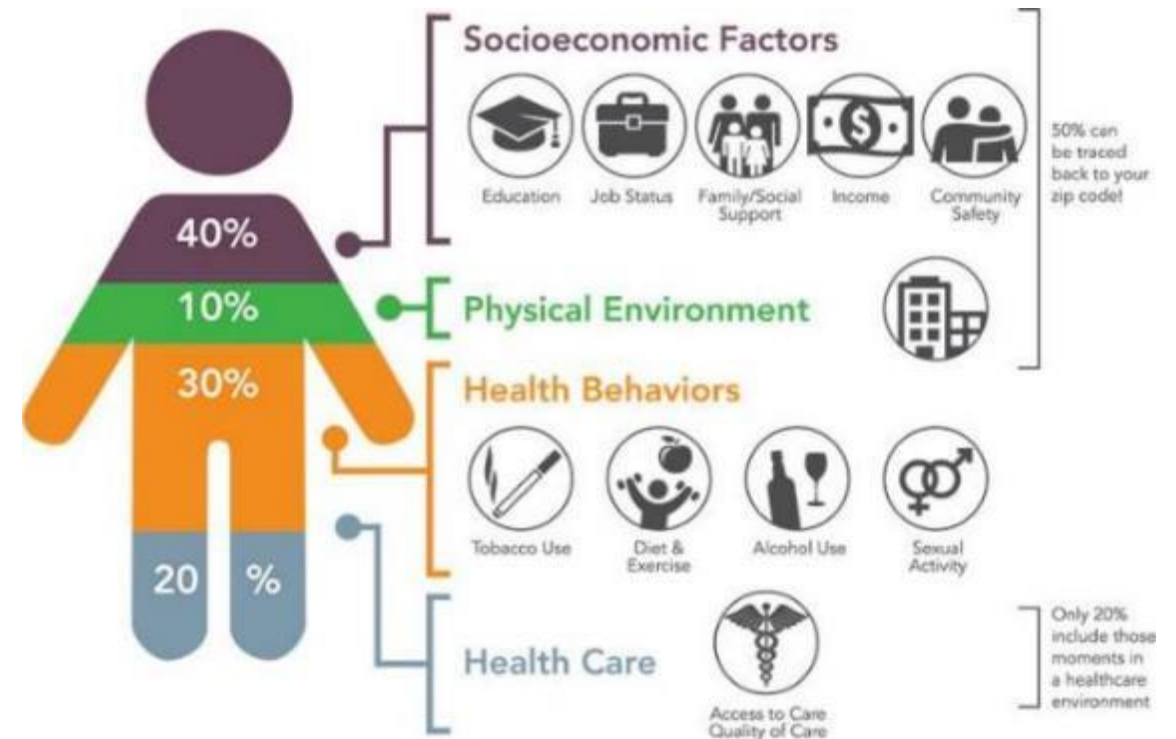 Socioeconomic Factors
Education
Job Status
Family/Social
Support
Income
Community
Safety
50% can
be traced
back to your
zip code!
40%
10%
Physical Environment
30%
Health Behaviors
Tobacco Use
Diet &
Exercise
Alcohol Use
Sexual
Activity
20 %
Health Care
Access to Care
Quality of Care
Only 20%
include those
moments in
a healthcare
environment
$